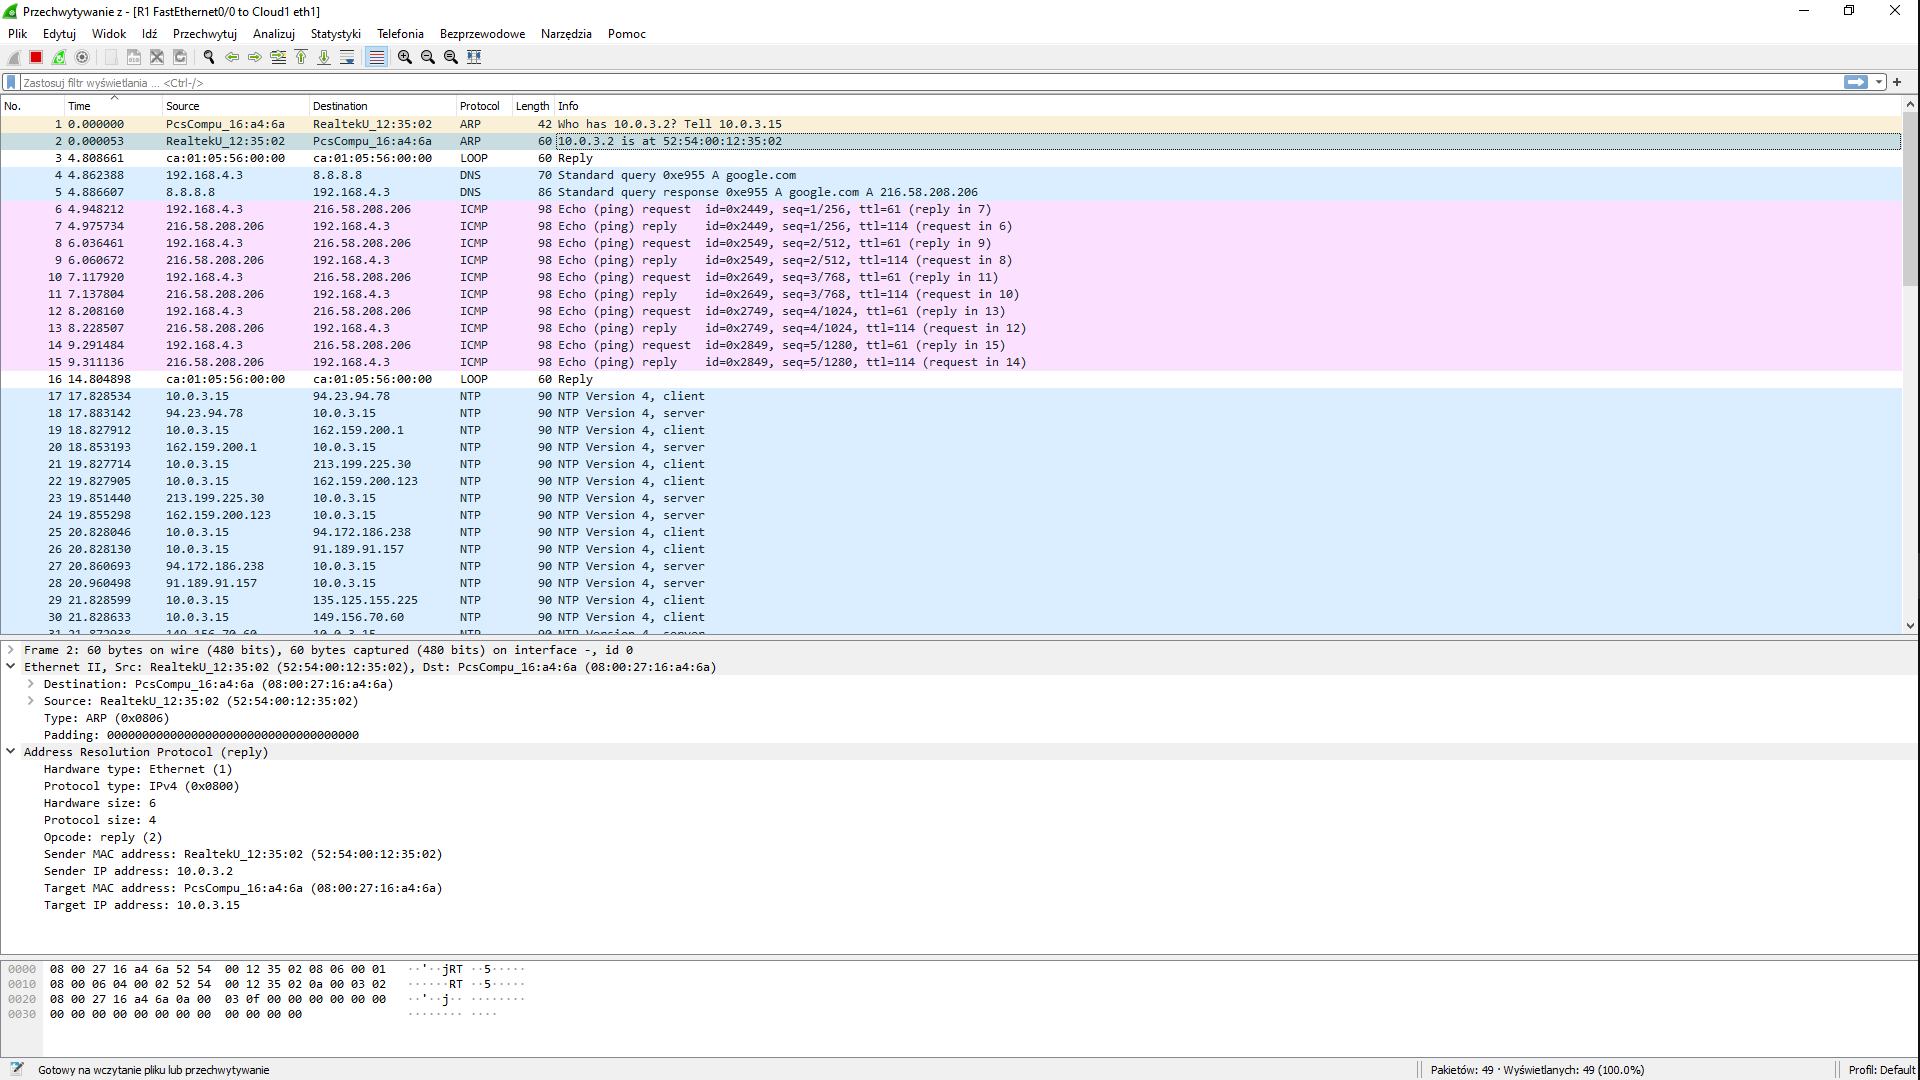 Przechwytywanie z - [R1 FastEthernet0/0 to Cloud1 eth1]
Plik Edytuj Widok Idź Przechwytuj Analizuj Statystyki Telefonia Bezprzewodowe Narzędzia Pomoc
Zastosuj filtr wyświetlania ... <Ctrl-/>
No. Time Source Destination Protocol Length Info
1 0.000000 PcsCompu_16:a4:6a RealtekU_12:35:02 ARP 42 Who has 10.0.3.2? Tell 10.0.3.15
2 0.000053 RealtekU_12:35:02 PcsCompu_16:a4:6a ARP 60 10.0.3.2 is at 52:54:00:12:35:02
3 4.808661 ca:01:05:56:00:00 ca:01:05:56:00:00 LOOP 60 Reply
4 4.862388 192.168.4.3 8.8.8.8 DNS 70 Standard query 0xe955 A google.com
5 4.886607 8.8.8.8 192.168.4.3 DNS 86 Standard query response 0xe955 A google.com A 216.58.208.206
6 4.948212 192.168.4.3 216.58.208.206 ICMP 98 Echo (ping) request id=0x2449, seq=1/256, ttl=61 (reply in 7)
7 4.975734 216.58.208.206 192.168.4.3 ICMP 98 Echo (ping) reply id=0x2449, seq=1/256, ttl=114 (request in 6)
8 6.036461 192.168.4.3 216.58.208.206 ICMP 98 Echo (ping) request id=0x2549, seq=2/512, ttl=61 (reply in 9)
9 6.060672 216.58.208.206 192.168.4.3 ICMP 98 Echo (ping) reply id=0x2549, seq=2/512, ttl=114 (request in 8)
10 7.117920 192.168.4.3 216.58.208.206 ICMP 98 Echo (ping) request id=0x2649, seq=3/768, ttl=61 (reply in 11)
11 7.137804 216.58.208.206 192.168.4.3 ICMP 98 Echo (ping) reply id=0x2649, seq=3/768, ttl=114 (request in 10)
12 8.208160 192.168.4.3 216.58.208.206 ICMP 98 Echo (ping) request id=0x2749, seq=4/1024, ttl=61 (reply in 13)
13 8.228507 216.58.208.206 192.168.4.3 ICMP 98 Echo (ping) reply id=0x2749, seq=4/1024, ttl=114 (request in 12)
14 9.291484 192.168.4.3 216.58.208.206 ICMP 98 Echo (ping) request id=0x2849, seq=5/1280, ttl=61 (reply in 15)
15 9.311136 216.58.208.206 192.168.4.3 ICMP 98 Echo (ping) reply id=0x2849, seq=5/1280, ttl=114 (request in 14)
16 14.804898 ca:01:05:56:00:00 ca:01:05:56:00:00 LOOP 60 Reply
17 17.828534 10.0.3.15 94.23.94.78 NTP 90 NTP Version 4, client
18 17.883142 94.23.94.78 10.0.3.15 NTP 90 NTP Version 4, server
19 18.827912 10.0.3.15 162.159.200.1 NTP 90 NTP Version 4, client
20 18.853193 162.159.200.1 10.0.3.15 NTP 90 NTP Version 4, server
21 19.827714 10.0.3.15 213.199.225.30 NTP 90 NTP Version 4, client
22 19.827905 10.0.3.15 162.159.200.123 NTP 90 NTP Version 4, client
23 19.851440 213.199.225.30 10.0.3.15 NTP 90 NTP Version 4, server
24 19.855298 162.159.200.123 10.0.3.15 NTP 90 NTP Version 4, server
25 20.828046 10.0.3.15 94.172.186.238 NTP 90 NTP Version 4, client
26 20.828130 10.0.3.15 91.189.91.157 NTP 90 NTP Version 4, client
27 20.860693 94.172.186.238 10.0.3.15 NTP 90 NTP Version 4, server
28 20.960498 91.189.91.157 10.0.3.15 NTP 90 NTP Version 4, server
29 21.828599 10.0.3.15 135.125.155.225 NTP 90 NTP Version 4, client
30 21.828633 10.0.3.15 149.156.70.60 NTP 90 NTP Version 4, client
31 21.872938 149.156.70.60 10.0.3.15 NTP 90 NTP Version 4, server
Frame 2: 60 bytes on wire (480 bits), 60 bytes captured (480 bits) on interface -, id 0
Ethernet II, Src: RealtekU_12:35:02 (52:54:00:12:35:02), Dst: PcsCompu_16:a4:6a (08:00:27:16:a4:6a)
Destination: PcsCompu_16:a4:6a (08:00:27:16:a4:6a)
Source: RealtekU_12:35:02 (52:54:00:12:35:02)
Type: ARP (0x0806)
Padding: 000000000000000000000000000000000000
Address Resolution Protocol (reply)
Hardware type: Ethernet (1)
Protocol type: IPv4 (0x0800)
Hardware size: 6
Protocol size: 4
Opcode: reply (2)
Sender MAC address: RealtekU_12:35:02 (52:54:00:12:35:02)
Sender IP address: 10.0.3.2
Target MAC address: PcsCompu_16:a4:6a (08:00:27:16:a4:6a)
Target IP address: 10.0.3.15
0000 08 00 27 16 a4 6a 52 54 00 12 35 02 08 06 00 01 ··'··jRT ··5·····
0010 08 00 06 04 00 02 52 54 00 12 35 02 0a 00 03 02 ······RT ··5·····
0020 08 00 27 16 a4 6a 0a 00 03 0f 00 00 00 00 00 00 ··'··j·· ········
0030 00 00 00 00 00 00 00 00 00 00 00 00 ········ ····
Gotowy na wczytanie pliku lub przechwytywanie
Pakietów: 49 · Wyświetlanych: 49 (100.0%)
Profil: Default